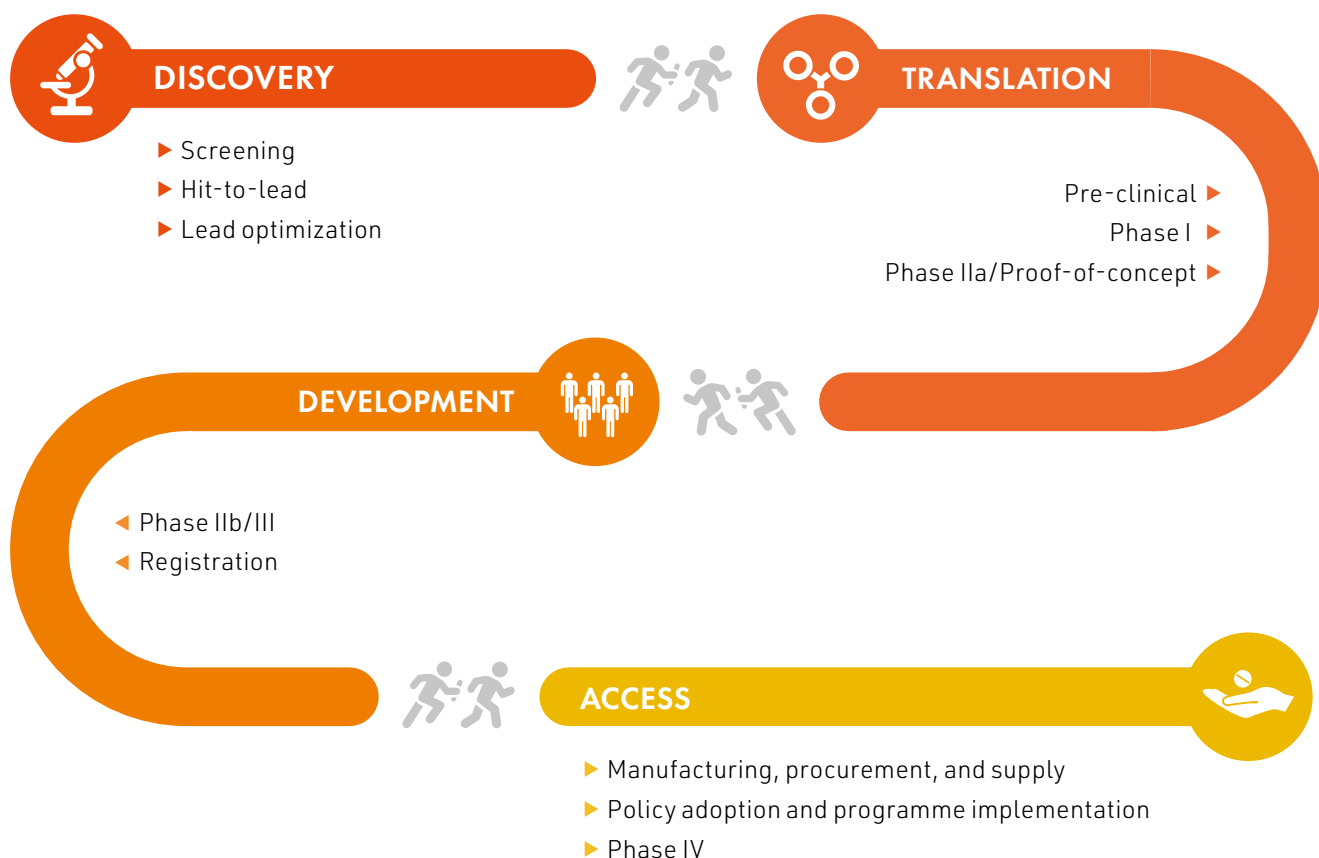 DISCOVERY
Screening
Hit-to-lead
Lead optimization
TRANSLATION
Pre-clinical
Phase I
Phase IIa/Proof-of-concept
DEVELOPMENT
Phase IIb/III
Registration
ACCESS
Manufacturing, procurement, and supply
Policy adoption and programme implementation
Phase IV